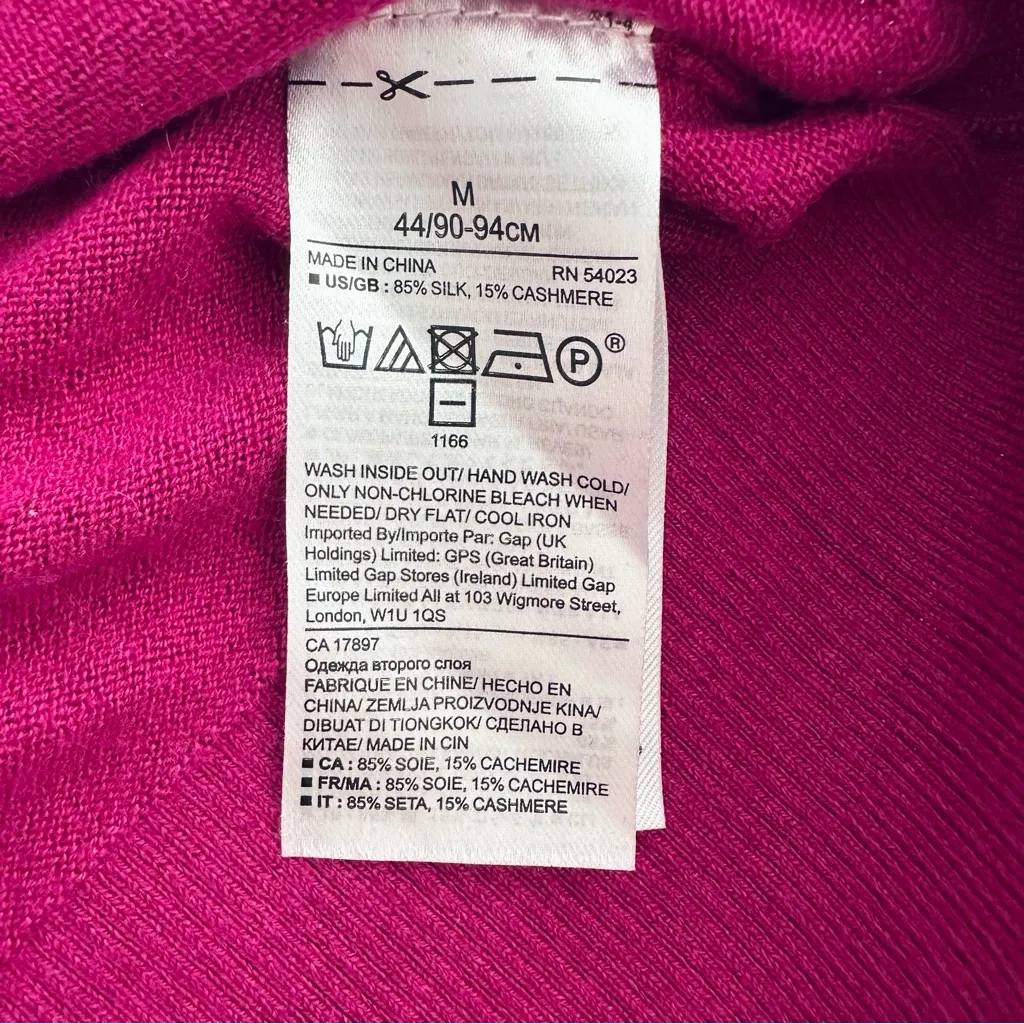 M
44/90-94CM
MADE IN CHINA RN 54023
US/GB : 85% SILK, 15% CASHMERE
P ®
1166
WASH INSIDE OUT/ HAND WASH COLD/
ONLY NON-CHLORINE BLEACH WHEN
NEEDED/ DRY FLAT/ COOL IRON
Imported By/Importe Par: Gap (UK
Holdings) Limited: GPS (Great Britain)
Limited Gap Stores (Ireland) Limited Gap
Europe Limited All at 103 Wigmore Street,
London, W1U 1QS
CA 17897
Одежда второго слоя
FABRIQUE EN CHINE/ HECHO EN
CHINA/ ZEMLJA PROIZVODNJE KINA/
DIBUAT DI TIONGKOK/ СДЕЛАНО В
КИТАЕ/ MADE IN CIN
CA : 85% SOIE, 15% CACHEMIRE
FR/MA : 85% SOIE, 15% CACHEMIRE
IT : 85% SETA, 15% CASHMERE